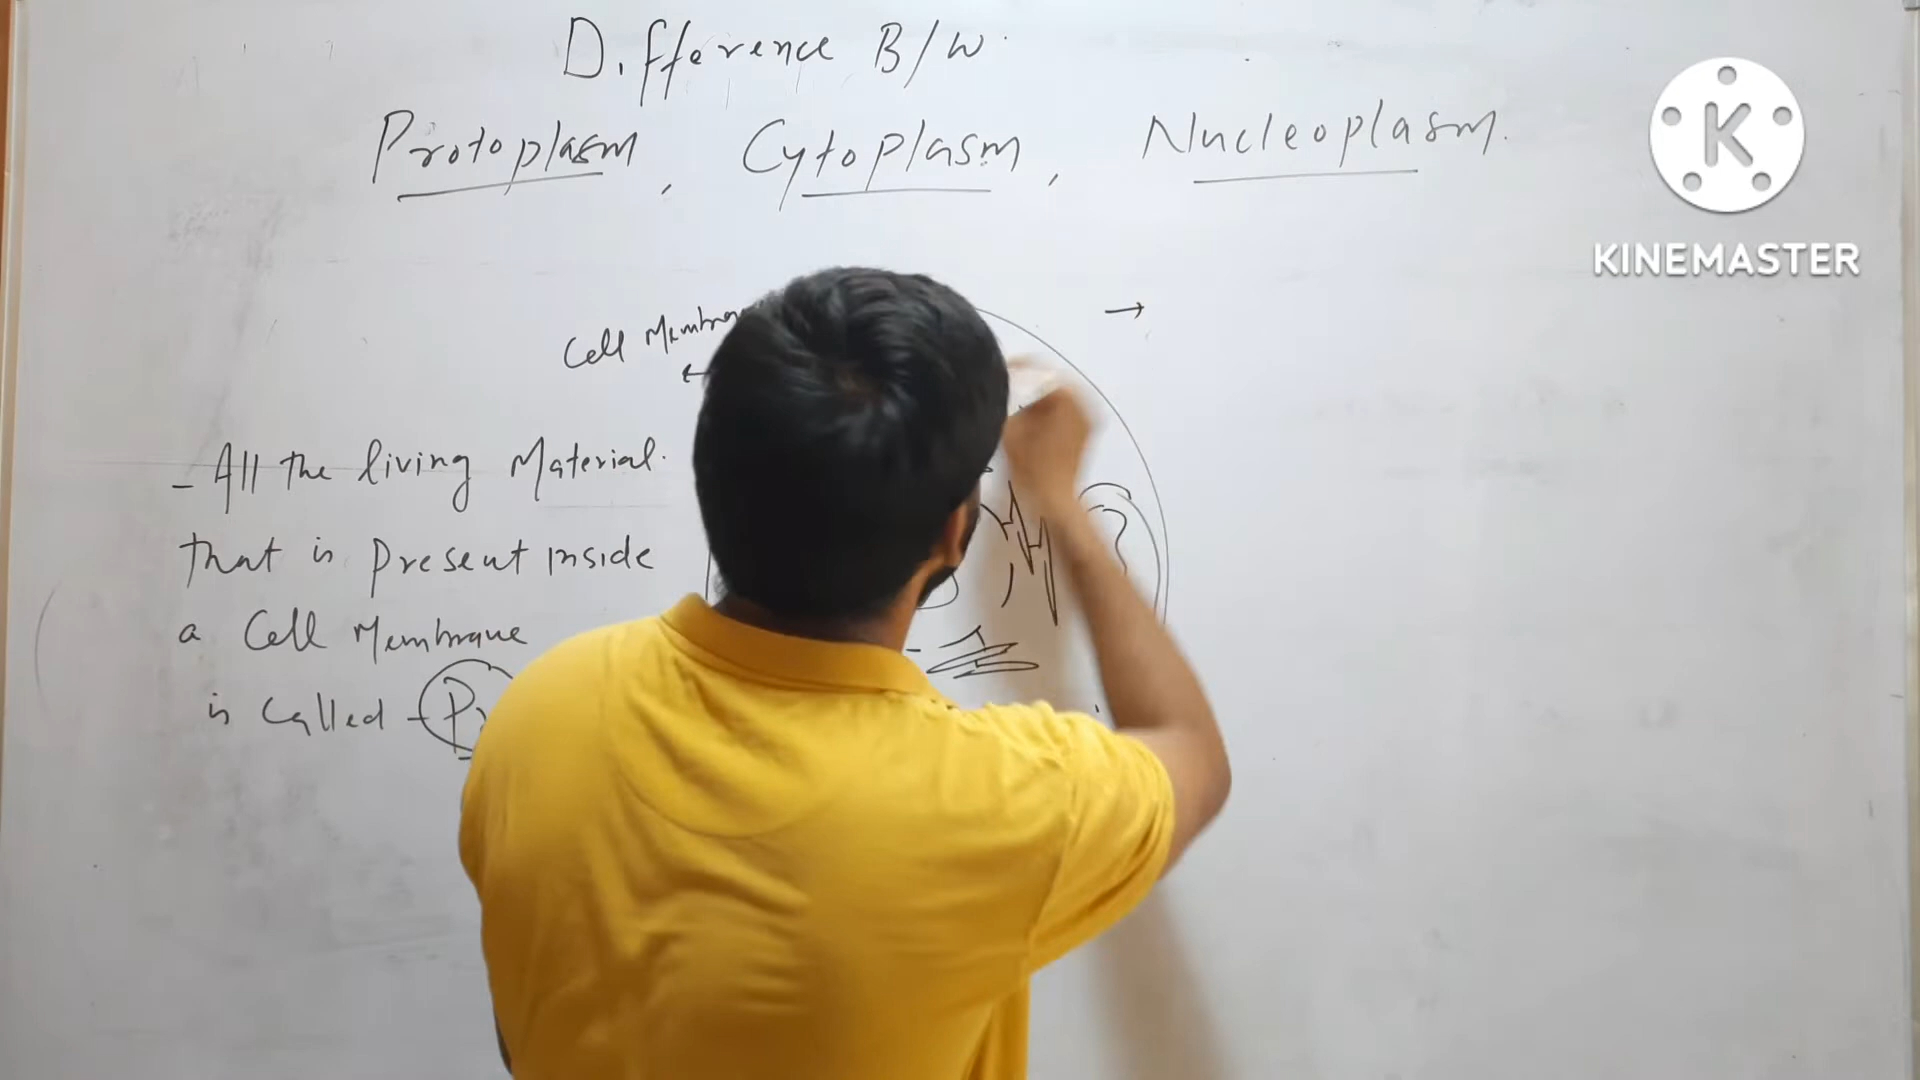 Difference B/W
Protoplasm, Cytoplasm, Nucleoplasm.
KINEMASTER
Cell
- All the living Material.
that is present inside
a Cell Membrane
is called -